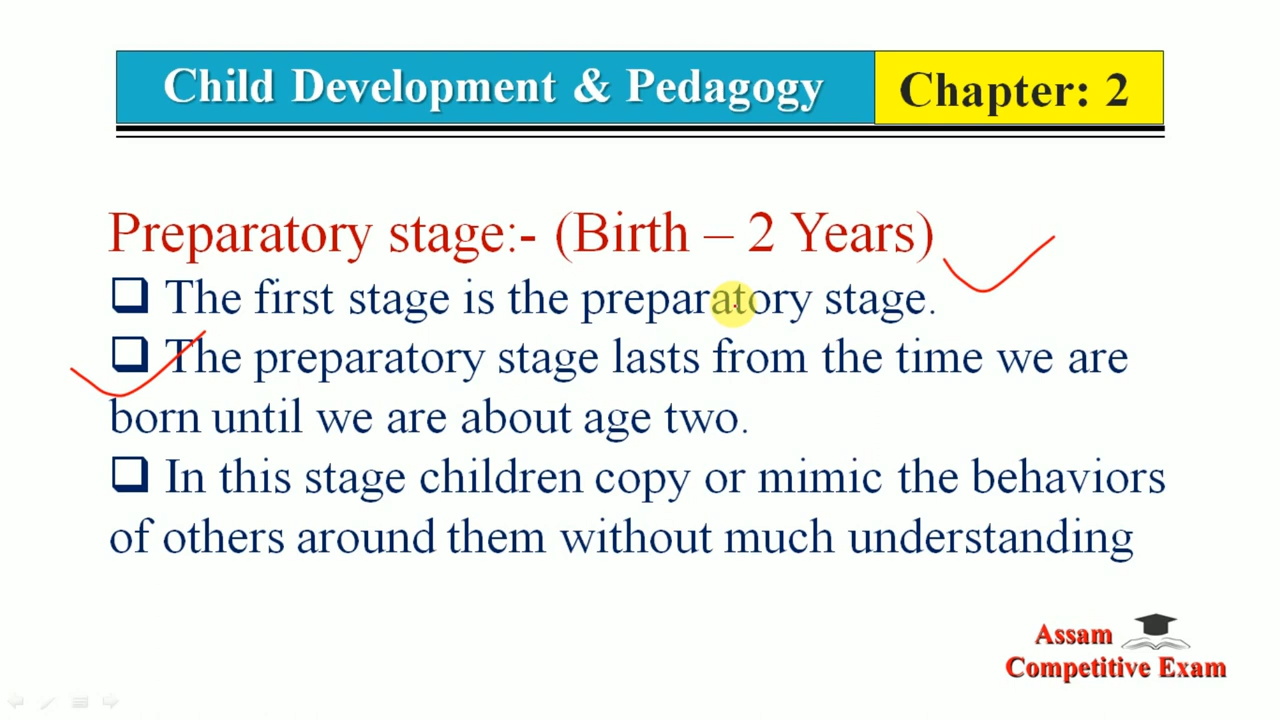 Child Development & Pedagogy
Chapter: 2
Preparatory stage:- (Birth – 2 Years)
❑ The first stage is the preparatory stage.
❑ The preparatory stage lasts from the time we are
born until we are about age two.
❑ In this stage children copy or mimic the behaviors
of others around them without much understanding
Assam
Competitive Exam